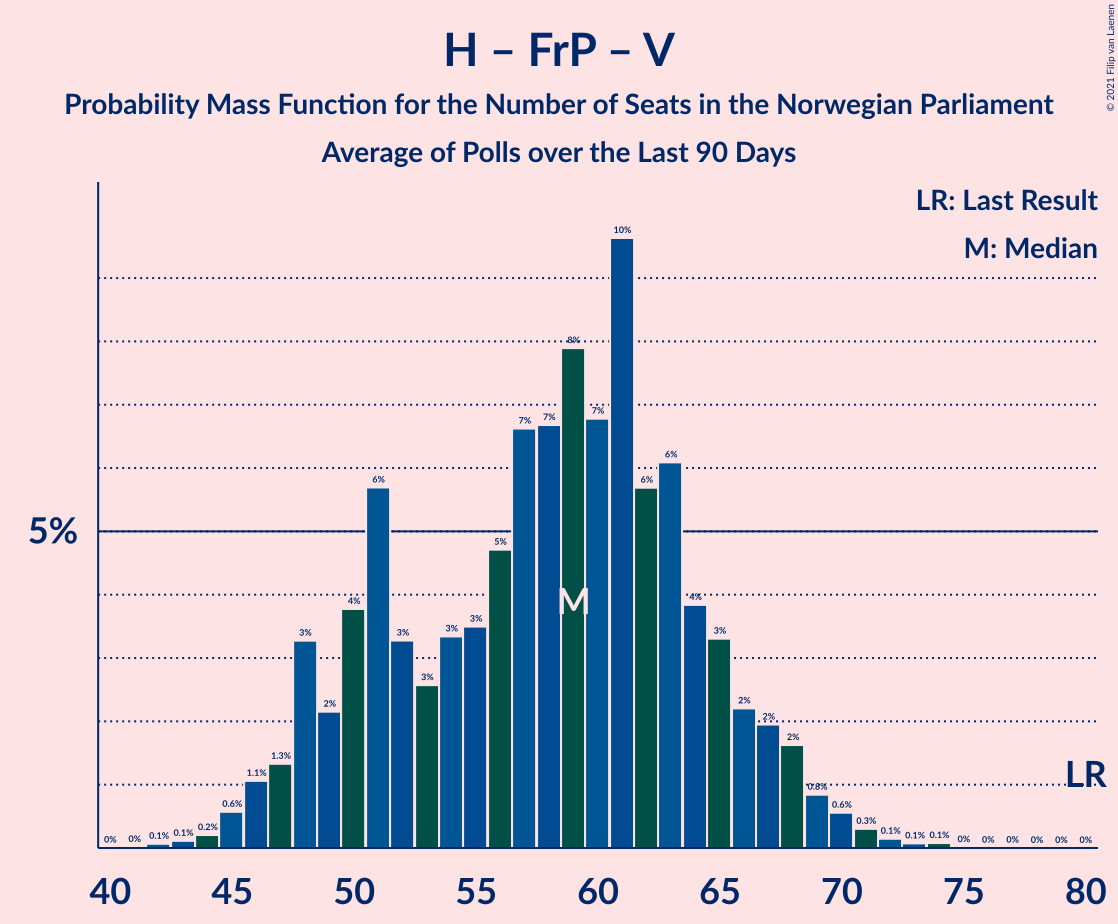 H – FrP – V
Probability Mass Function for the Number of Seats in the Norwegian Parliament
Average of Polls over the Last 90 Days
© 2021 Filip van Laenen
LR: Last Result
M: Median
5%
0% 0% 0.1% 0.1% 0.2% 0.6% 1.1% 1.3% 3% 2% 4% 6% 3% 3% 3% 3% 5% 7% 7% 8% 7% 10% 6% 6% 4% 3% 2% 2% 2% 0.8% 0.6% 0.3% 0.1% 0.1% 0.1% 0% 0% 0% 0% 0% 0%
M
LR
40 45 50 55 60 65 70 75 80